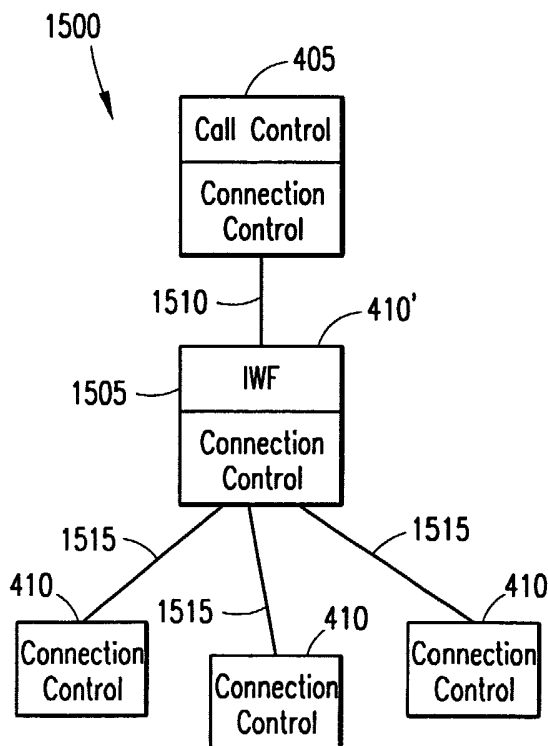 1500
405
Call Control
Connection
Control
1510
410'
1505
IWF
Connection
Control
1515
1515
410
1515
410
410
Connection
Control
Connection
Control
Connection
Control